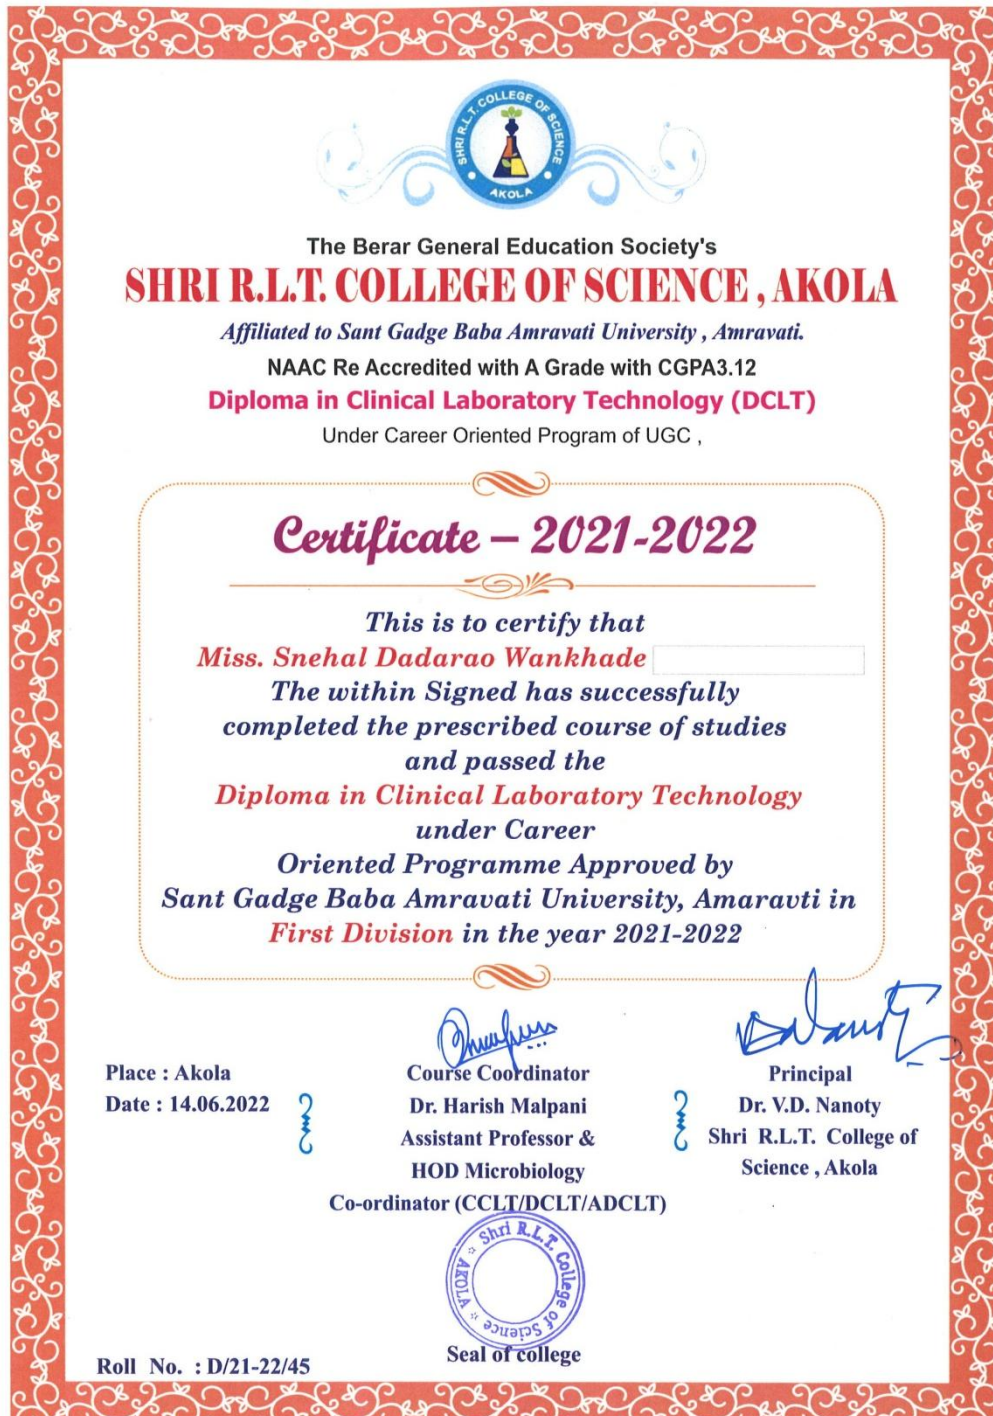 SHRI R.L.T. COLLEGE OF SCIENCE
AKOLA
The Berar General Education Society's
SHRI R.L.T. COLLEGE OF SCIENCE , AKOLA
Affiliated to Sant Gadge Baba Amravati University , Amravati.
NAAC Re Accredited with A Grade with CGPA3.12
Diploma in Clinical Laboratory Technology (DCLT)
Under Career Oriented Program of UGC ,
Certificate – 2021-2022
This is to certify that
Miss. Snehal Dadarao Wankhade
The within Signed has successfully
completed the prescribed course of studies
and passed the
Diploma in Clinical Laboratory Technology
under Career
Oriented Programme Approved by
Sant Gadge Baba Amravati University, Amaravti in
First Division in the year 2021-2022
Place : Akola
Date : 14.06.2022
Course Coordinator
Dr. Harish Malpani
Assistant Professor &
HOD Microbiology
Co-ordinator (CCLT/DCLT/ADCLT)
Principal
Dr. V.D. Nanoty
Shri R.L.T. College of
Science , Akola
Shri R.L.T. College of Science
AKOLA
Seal of college
Roll No. : D/21-22/45